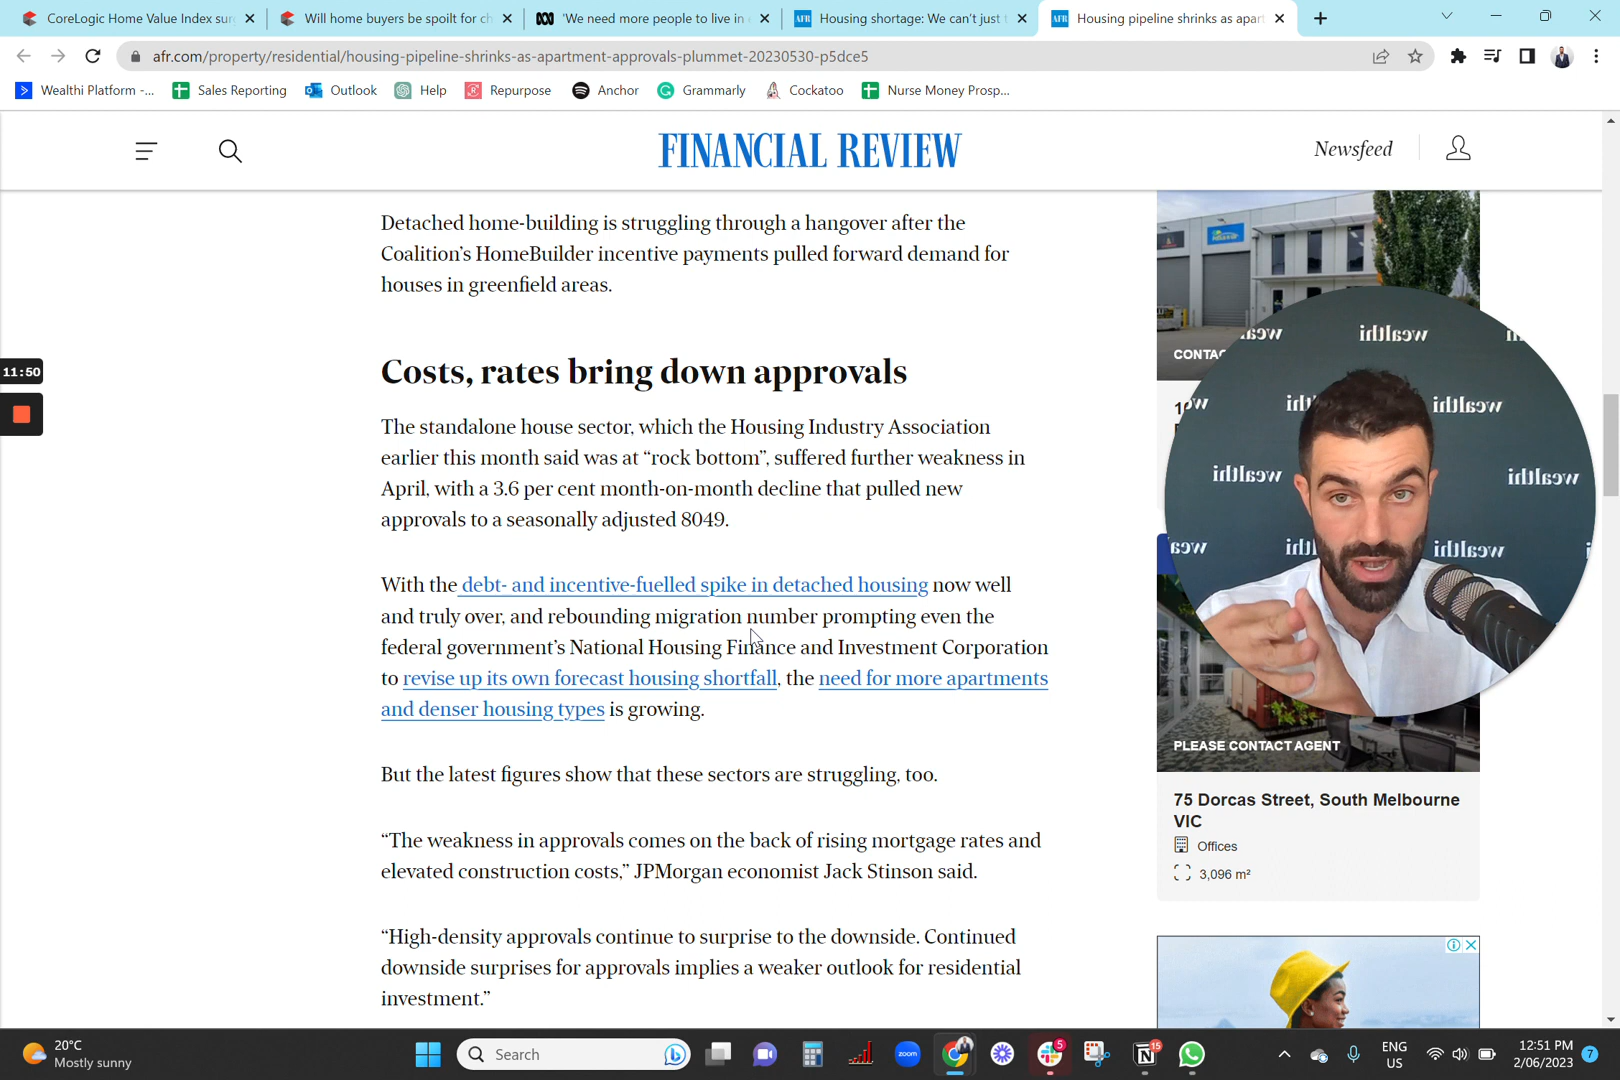 CoreLogic Home Value Index sur
Will home buyers be spoilt for ch
'We need more people to live in
AFR Housing shortage: We can't just t
AFR Housing pipeline shrinks as apar
afr.com/property/residential/housing-pipeline-shrinks-as-apartment-approvals-plummet-20230530-p5dce5
Wealthi Platform -...
Sales Reporting
Outlook
Help
Repurpose
Anchor
Grammarly
Cockatoo
Nurse Money Prosp...
FINANCIAL REVIEW
Newsfeed
Detached home-building is struggling through a hangover after the
Coalition's HomeBuilder incentive payments pulled forward demand for
houses in greenfield areas.
Costs, rates bring down approvals
The standalone house sector, which the Housing Industry Association
earlier this month said was at “rock bottom”, suffered further weakness in
April, with a 3.6 per cent month-on-month decline that pulled new
approvals to a seasonally adjusted 8049.
With the debt- and incentive-fuelled spike in detached housing now well
and truly over, and rebounding migration number prompting even the
federal government's National Housing Finance and Investment Corporation
to revise up its own forecast housing shortfall, the need for more apartments
and denser housing types is growing.
But the latest figures show that these sectors are struggling, too.
“The weakness in approvals comes on the back of rising mortgage rates and
elevated construction costs,” JPMorgan economist Jack Stinson said.
“High-density approvals continue to surprise to the downside. Continued
downside surprises for approvals implies a weaker outlook for residential
investment.”
11:50
CONTAC
wealthi
wealthi
wealthi
wealthi
wealthi
PLEASE CONTACT AGENT
75 Dorcas Street, South Melbourne
VIC
Offices
3,096 m²
20°C
Mostly sunny
Search
zoom
5
15
ENG
US
12:51 PM
2/06/2023
7